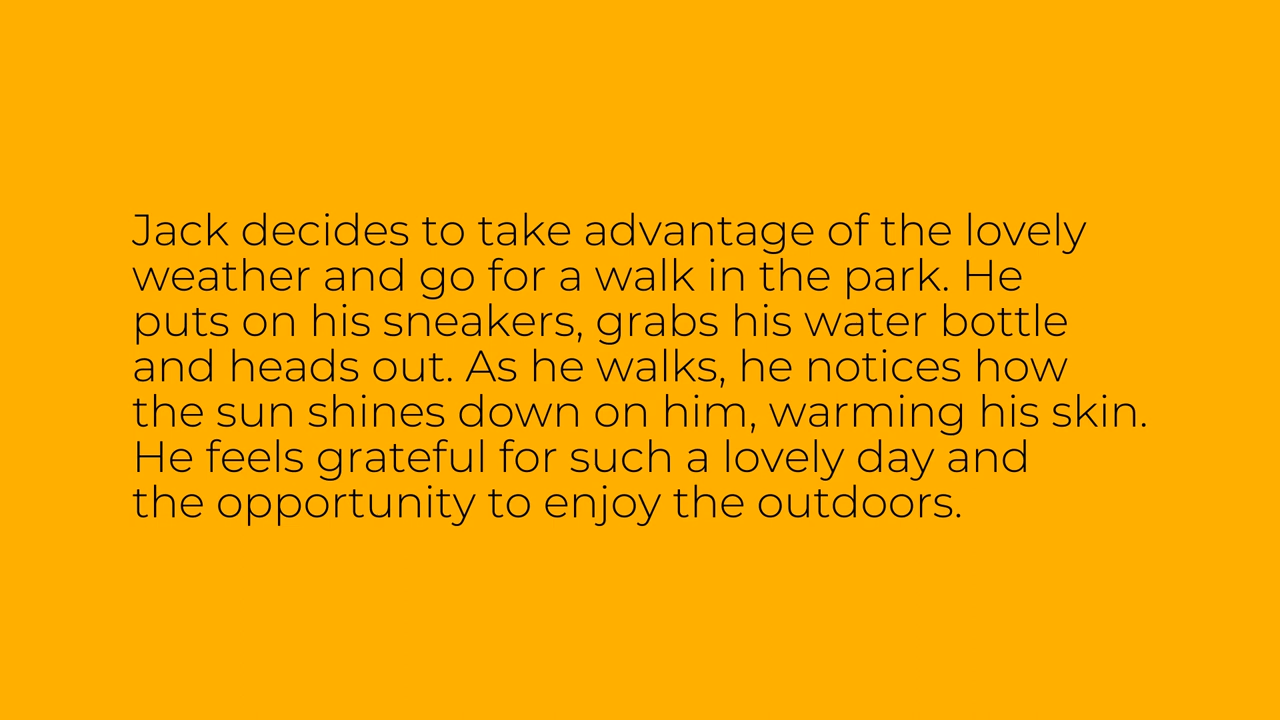 Jack decides to take advantage of the lovely
weather and go for a walk in the park. He
puts on his sneakers, grabs his water bottle
and heads out. As he walks, he notices how
the sun shines down on him, warming his skin.
He feels grateful for such a lovely day and
the opportunity to enjoy the outdoors.